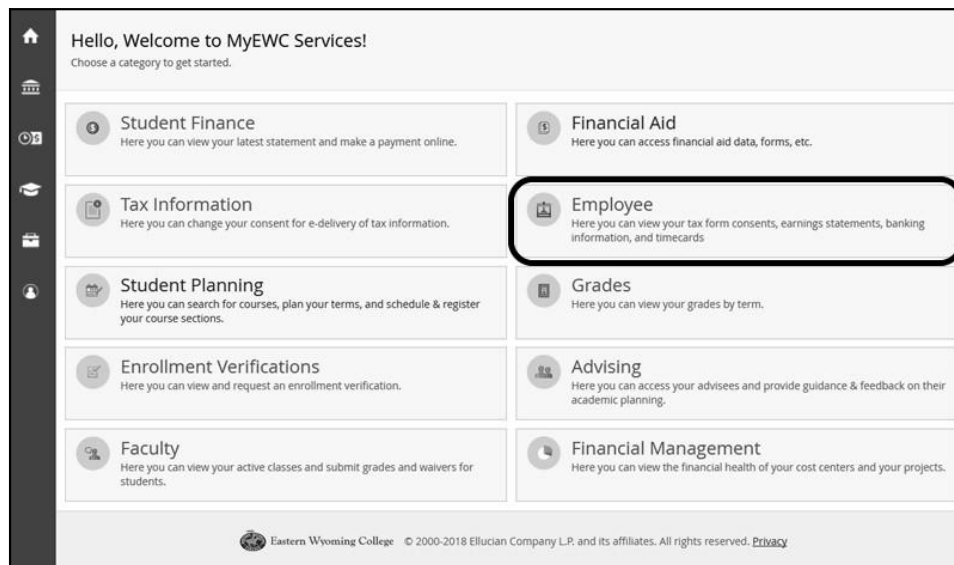 Hello, Welcome to MyEWC Services!
Choose a category to get started.
Student Finance
Here you can view your latest statement and make a payment online.
Financial Aid
Here you can access financial aid data, forms, etc.
Tax Information
Here you can change your consent for e-delivery of tax information.
Employee
Here you can view your tax form consents, earnings statements, banking
information, and timecards
Student Planning
Here you can search for courses, plan your terms, and schedule & register
your course sections.
Grades
Here you can view your grades by term.
Enrollment Verifications
Here you can view and request an enrollment verification.
Advising
Here you can access your advisees and provide guidance & feedback on their
academic planning.
Faculty
Here you can view your active classes and submit grades and waivers for
students.
Financial Management
Here you can view the financial health of your cost centers and your projects.
Eastern Wyoming College © 2000-2018 Ellucian Company L.P. and its affiliates. All rights reserved. Privacy